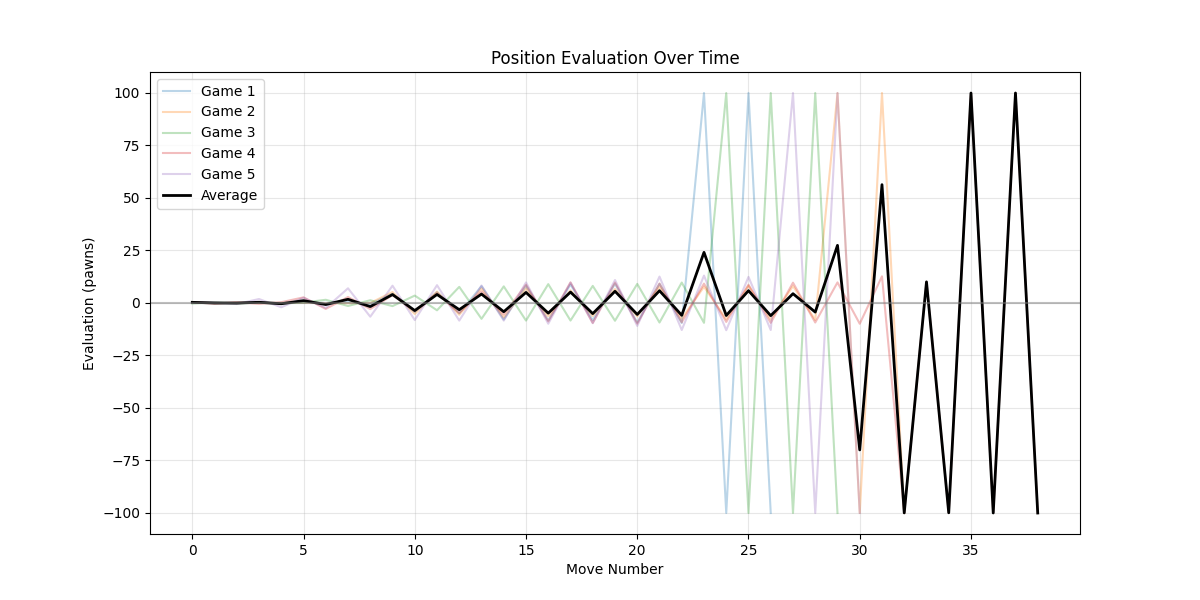 Position Evaluation Over Time
Game 1
Game 2
Game 3
Game 4
Game 5
Average
Evaluation (pawns)
100
75
50
25
0
−25
−50
−75
−100
0
5
10
15
20
25
30
35
Move Number